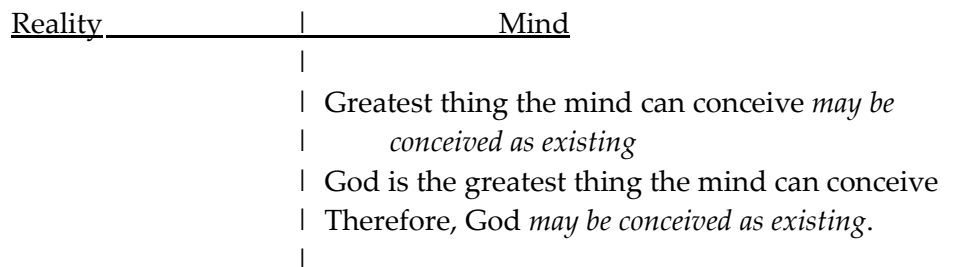 Reality | Mind
|
| Greatest thing the mind can conceive may be
| conceived as existing
| God is the greatest thing the mind can conceive
| Therefore, God may be conceived as existing.
|